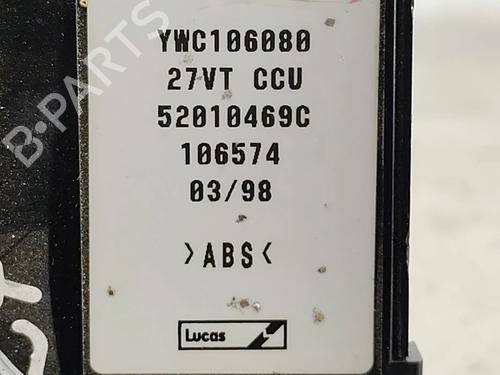 B-PARTS
YWC106080
27VT CCU
52010469C
106574
03/98
>ABS<
Lucas